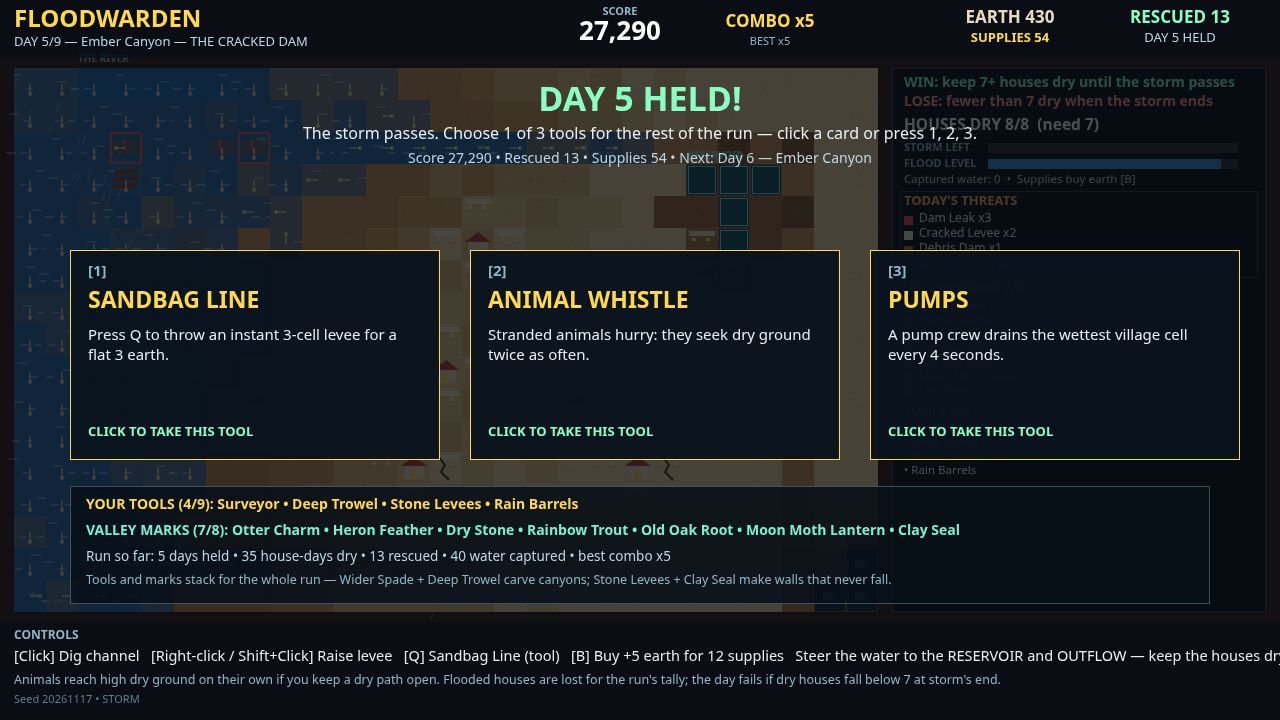 FLOODWARDEN
DAY 5/9 — Ember Canyon — THE CRACKED DAM
SCORE
27,290
COMBO x5
BEST x5
EARTH 430
SUPPLIES 54
RESCUED 13
DAY 5 HELD
THE RIVER
DAY 5 HELD!
The storm passes. Choose 1 of 3 tools for the rest of the run — click a card or press 1, 2, 3.
Score 27,290 • Rescued 13 • Supplies 54 • Next: Day 6 — Ember Canyon
WIN: keep 7+ houses dry until the storm passes
LOSE: fewer than 7 dry when the storm ends
HOUSES DRY 8/8 (need 7)
STORM LEFT
FLOOD LEVEL
Captured water: 0 • Supplies buy earth [B]
TODAY'S THREATS
Dam Leak x3
Cracked Levee x2
Debris Dam x1
[1]
SANDBAG LINE
Press Q to throw an instant 3-cell levee for a
flat 3 earth.
CLICK TO TAKE THIS TOOL
[2]
ANIMAL WHISTLE
Stranded animals hurry: they seek dry ground
twice as often.
CLICK TO TAKE THIS TOOL
[3]
PUMPS
A pump crew drains the wettest village cell
every 4 seconds.
CLICK TO TAKE THIS TOOL
• Rain Barrels
YOUR TOOLS (4/9): Surveyor • Deep Trowel • Stone Levees • Rain Barrels
VALLEY MARKS (7/8): Otter Charm • Heron Feather • Dry Stone • Rainbow Trout • Old Oak Root • Moon Moth Lantern • Clay Seal
Run so far: 5 days held • 35 house-days dry • 13 rescued • 40 water captured • best combo x5
Tools and marks stack for the whole run — Wider Spade + Deep Trowel carve canyons; Stone Levees + Clay Seal make walls that never fall.
CONTROLS
[Click] Dig channel [Right-click / Shift+Click] Raise levee [Q] Sandbag Line (tool) [B] Buy +5 earth for 12 supplies Steer the water to the RESERVOIR and OUTFLOW — keep the houses dry
Animals reach high dry ground on their own if you keep a dry path open. Flooded houses are lost for the run's tally; the day fails if dry houses fall below 7 at storm's end.
Seed 20261117 • STORM